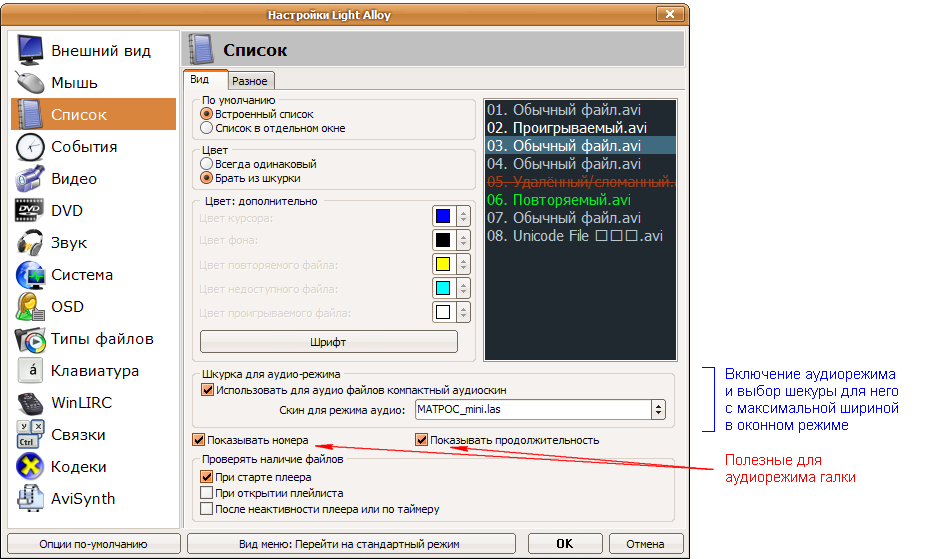 Настройки Light Alloy
Внешний вид
Мышь
Список
События
Видео
DVD
Звук
Система
OSD
Типы файлов
Клавиатура
WinLIRC
Связки
Кодеки
AviSynth
Список
Вид
Разное
По умолчанию
Встроенный список
Список в отдельном окне
Цвет
Всегда одинаковый
Брать из шкурки
Цвет: дополнительно
Цвет курсора:
Цвет фона:
Цвет повторяемого файла:
Цвет недоступного файла:
Цвет проигрываемого файла:
Шрифт
01. Обычный файл.avi
02. Проигрываемый.avi
03. Обычный файл.avi
04. Обычный файл.avi
05. Удалённый/сломанный.
06. Повторяемый.avi
07. Обычный файл.avi
08. Unicode File □□□.avi
Шкурка для аудио-режима
Использовать для аудио файлов компактный аудиоскин
Скин для режима аудио:
МАТРОС_mini.las
Показывать номера
Показывать продолжительность
Проверять наличие файлов
При старте плеера
При открытии плейлиста
После неактивности плеера или по таймеру
Опции по-умолчанию
Вид меню: Перейти на стандартный режим
OK
Отмена
Включение аудиорежима
и выбор шекуры для него
с максимальной шириной
в оконном режиме
Полезные для
аудиорежима галки